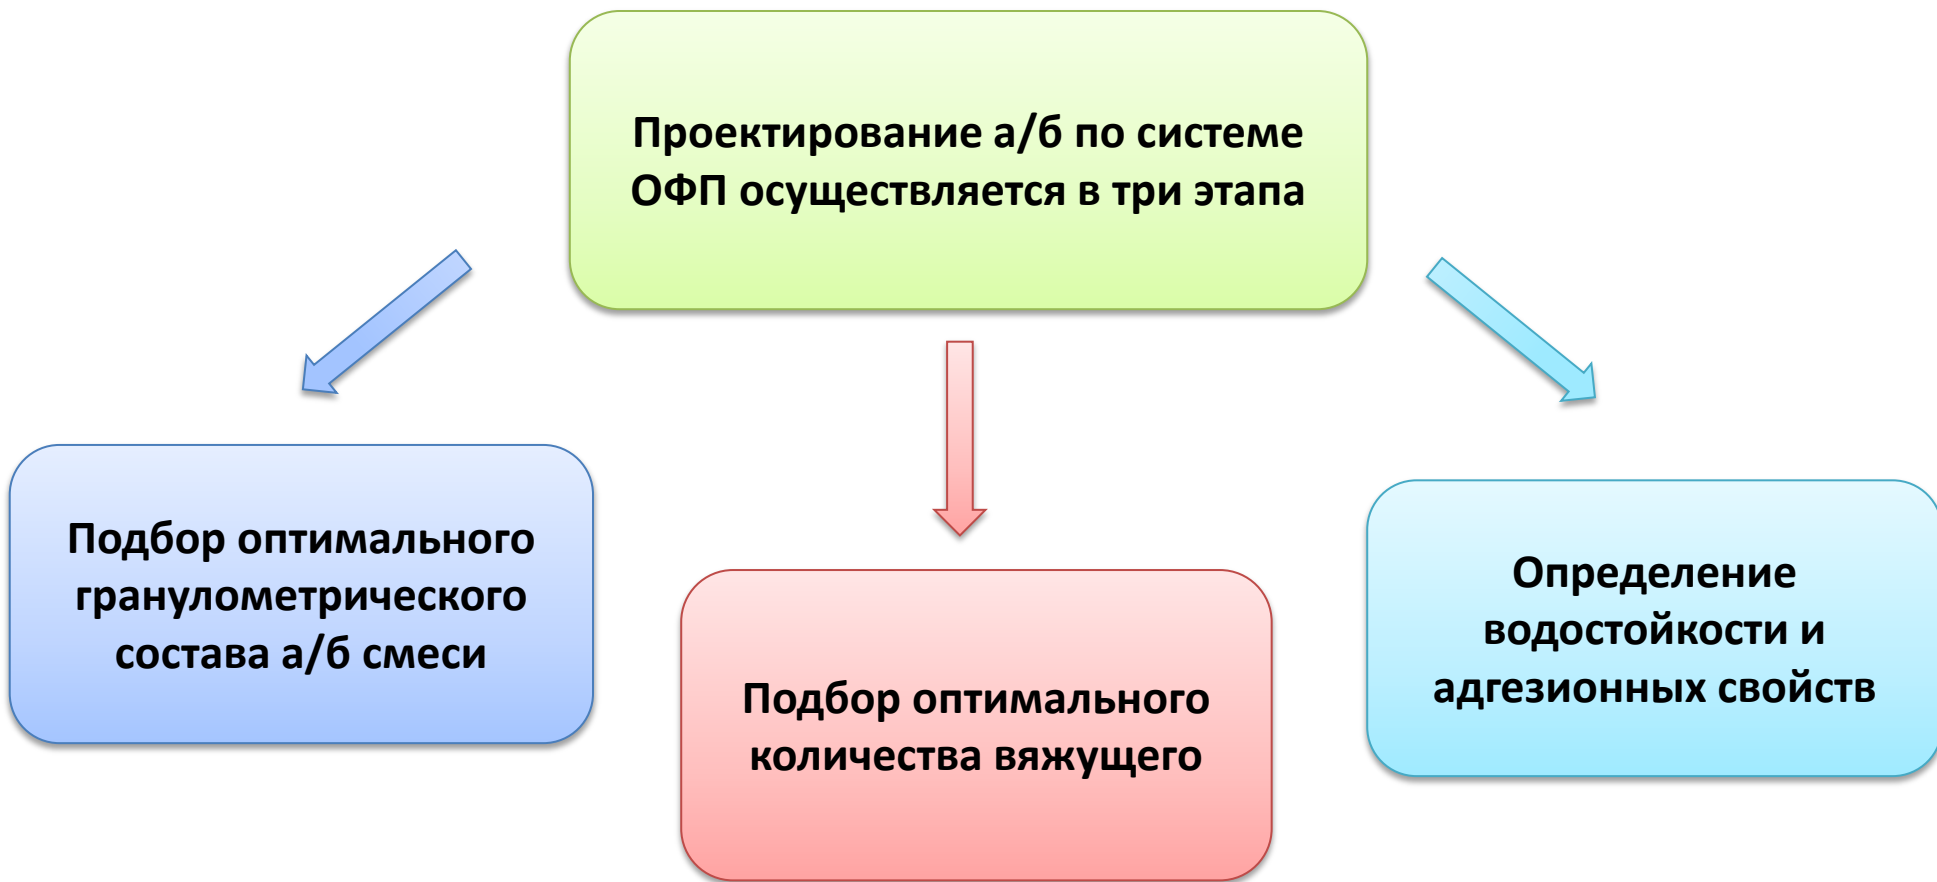 Проектирование а/б по системе
ОФП осуществляется в три этапа
Подбор оптимального
гранулометрического
состава а/б смеси
Подбор оптимального
количества вяжущего
Определение
водостойкости и
адгезионных свойств